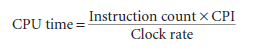 CPU time = Instruction count × CPI
Clock rate